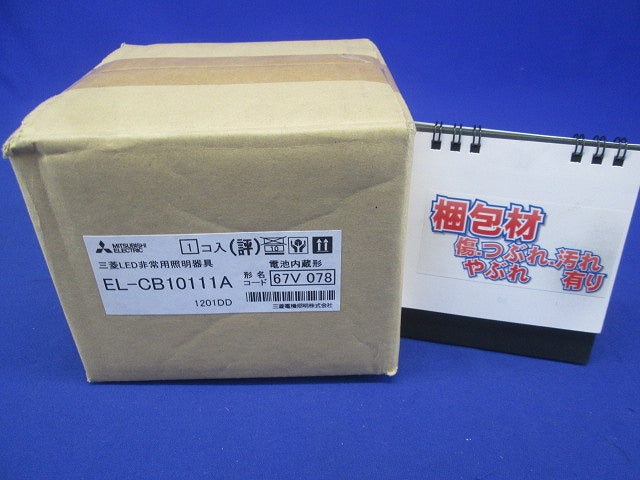 MITSUBISHI ELECTRIC
1コ入 (評) 10
三菱LED非常用照明器具 電池内蔵形
EL-CB10111A 形名コード 67V 078
1201DD
三菱電機照明株式会社
梱包材
傷.つぶれ.汚れ
やぶれ 有り